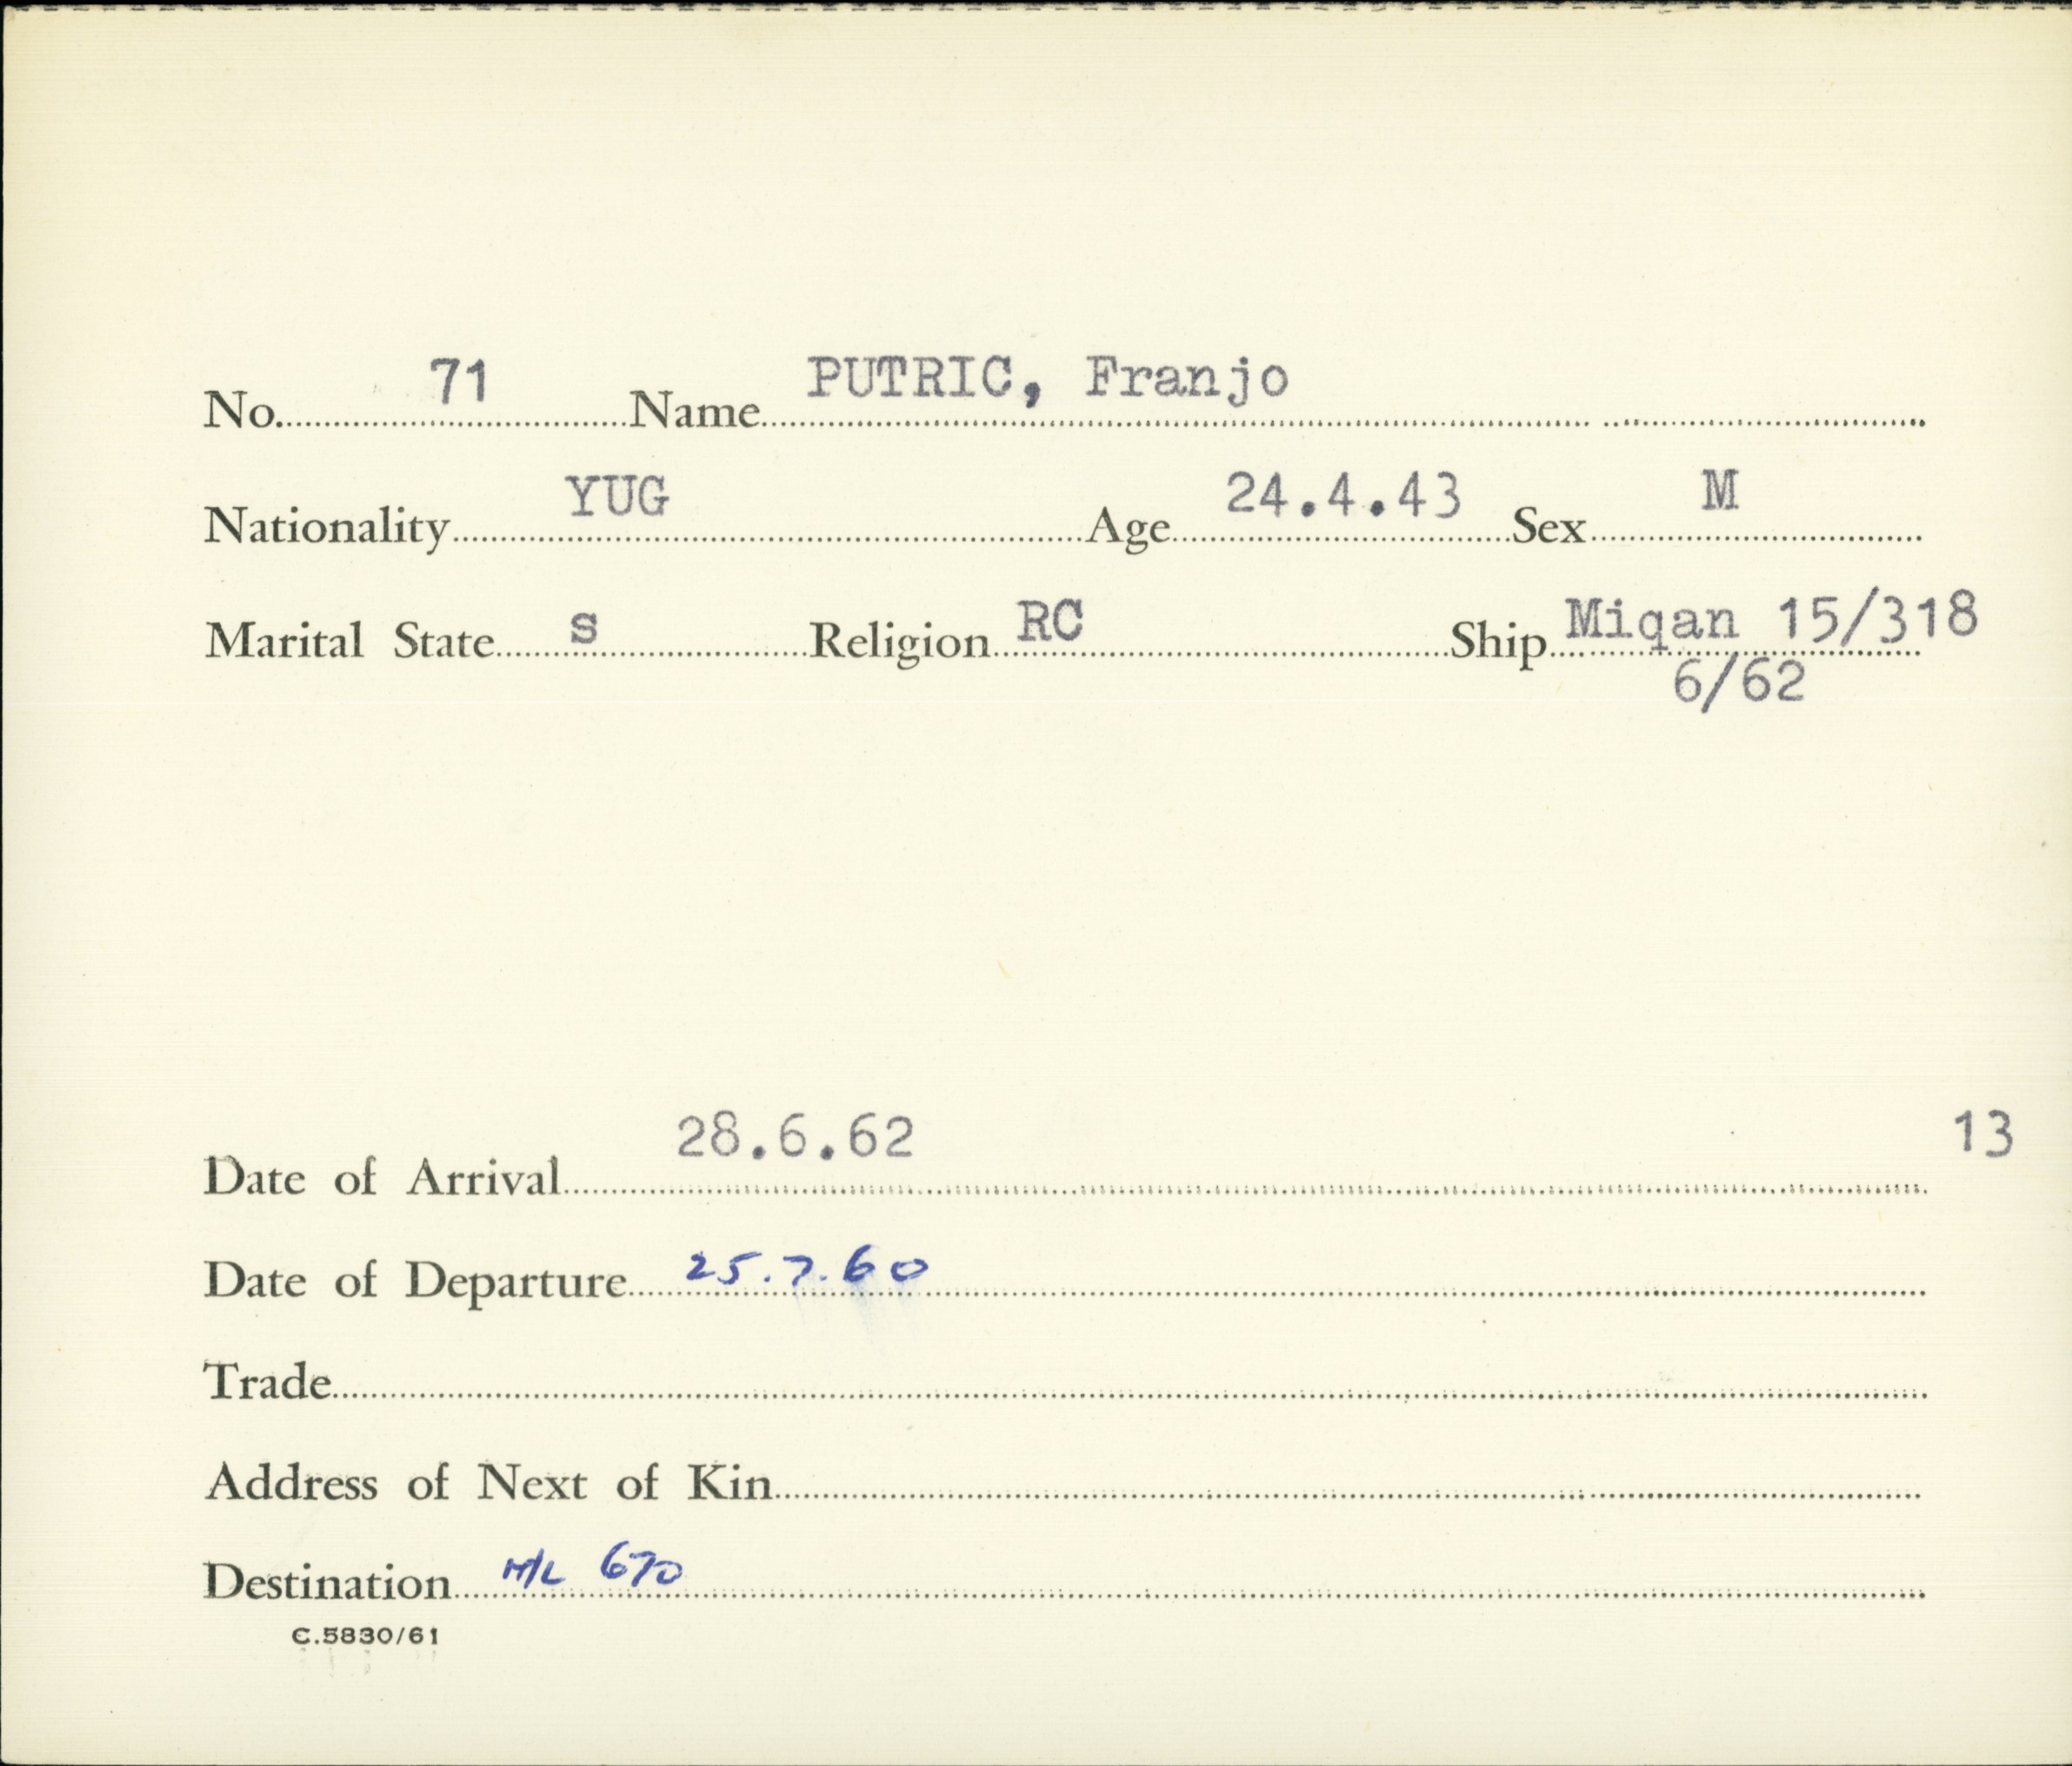 No. 71 Name PUTRIC, Franjo
Nationality YUG Age 24.4.43 Sex M
Marital State s Religion RC Ship Miqan 15/318
6/62
Date of Arrival 28.6.62 13
Date of Departure 25.7.60
Trade
Address of Next of Kin
Destination M/L 670
C.5830/61